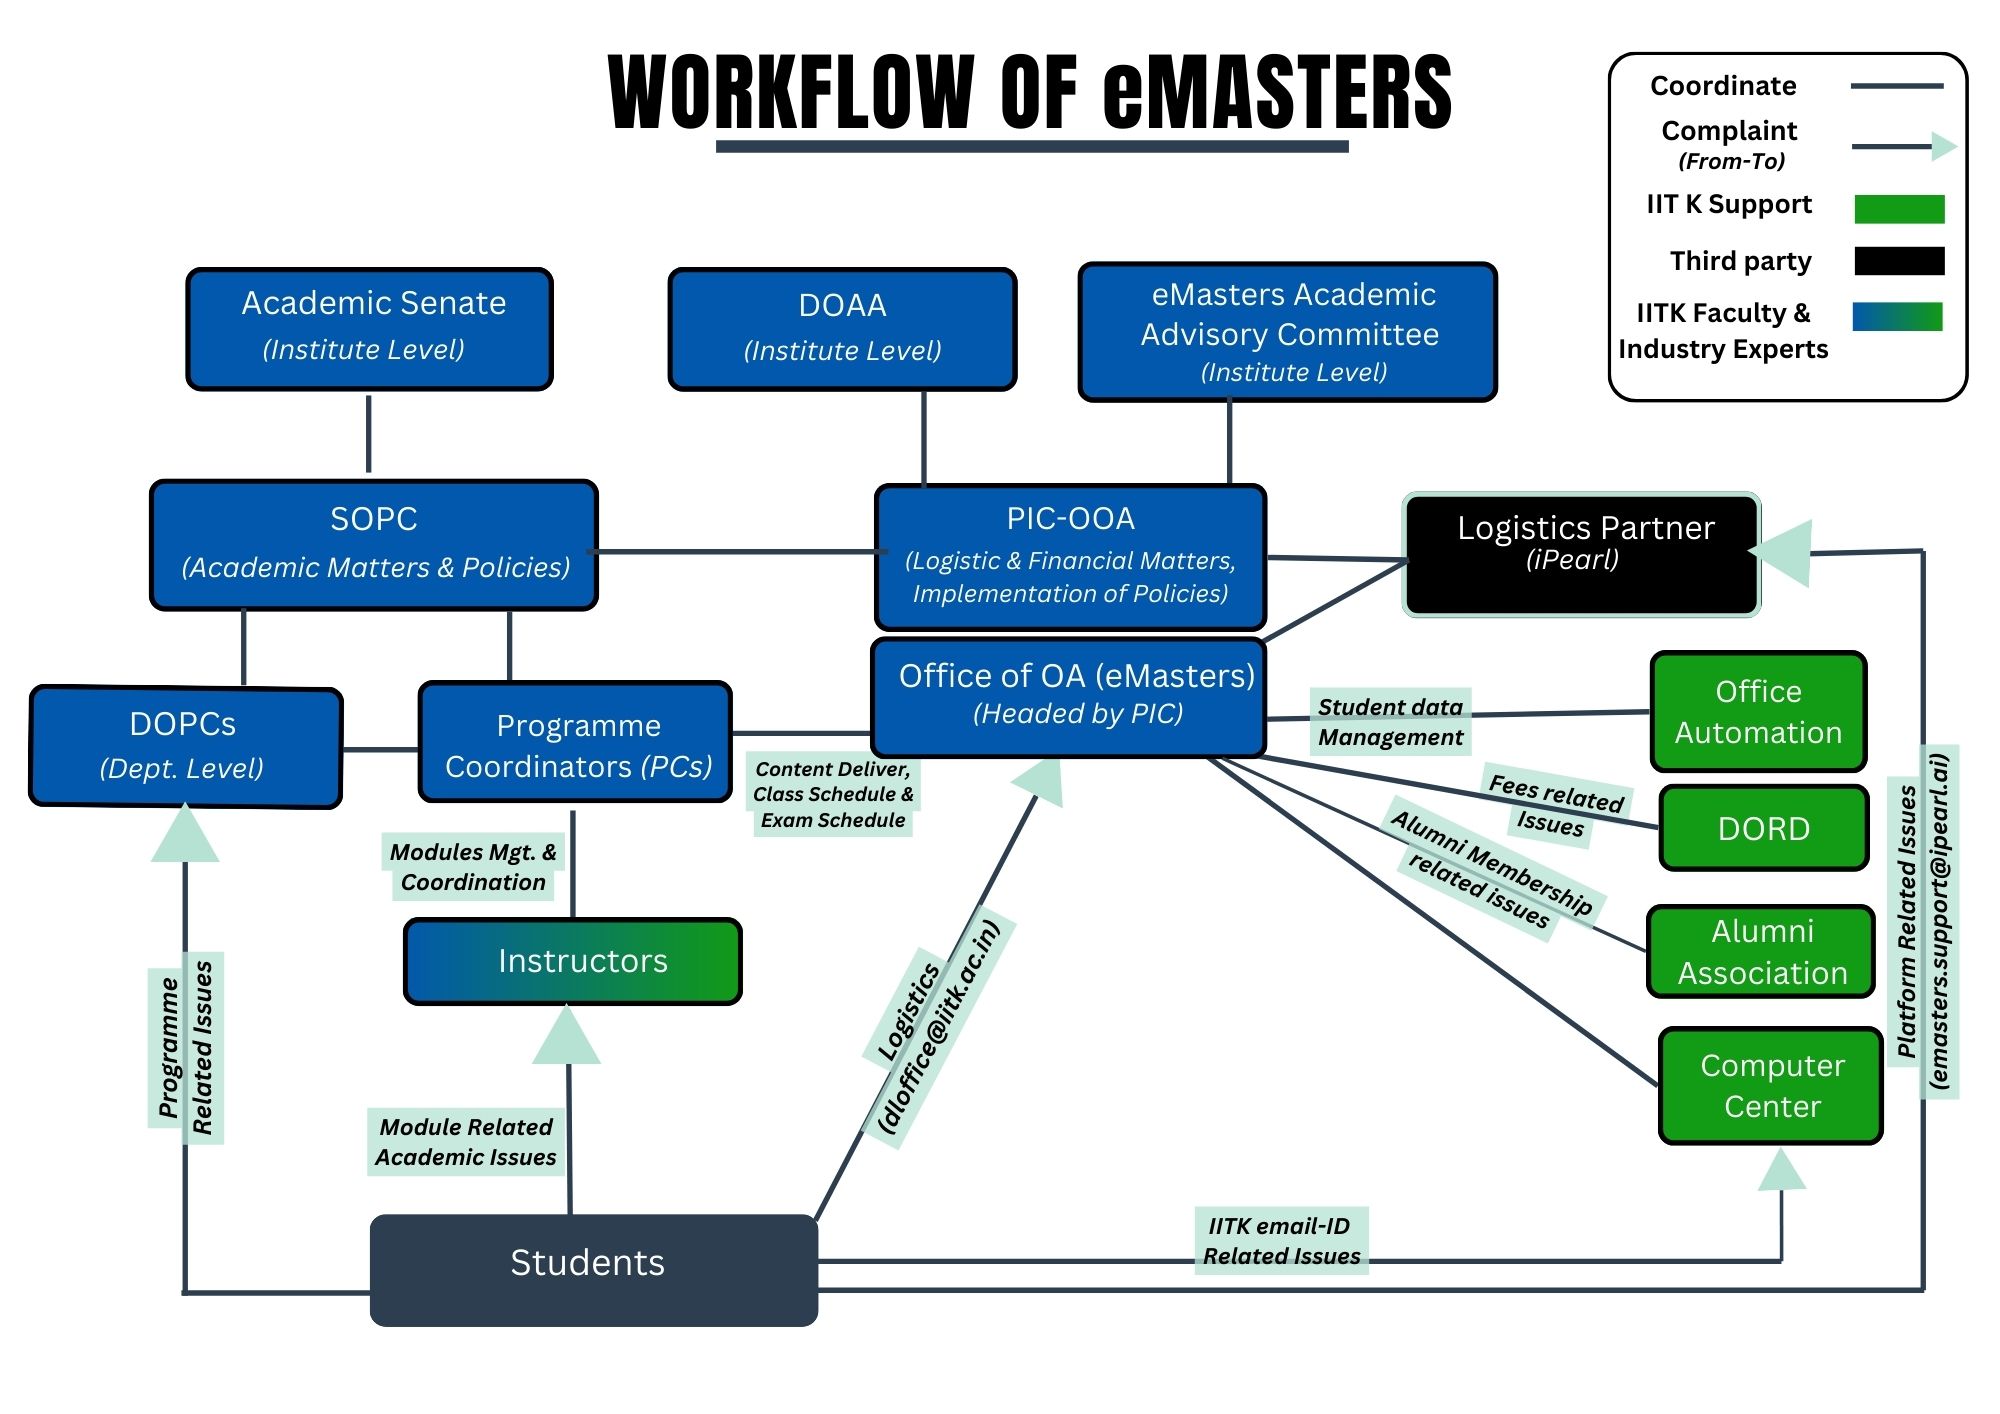 WORKFLOW OF eMASTERS
Coordinate
Complaint
(From-To)
IIT K Support
Third party
IITK Faculty &
Industry Experts
Academic Senate
(Institute Level)
DOAA
(Institute Level)
eMasters Academic
Advisory Committee
(Institute Level)
SOPC
(Academic Matters & Policies)
PIC-OOA
(Logistic & Financial Matters,
Implementation of Policies)
Logistics Partner
(iPearl)
Office of OA (eMasters)
(Headed by PIC)
DOPCs
(Dept. Level)
Programme
Coordinators (PCs)
Content Deliver,
Class Schedule &
Exam Schedule
Student data
Management
Office
Automation
Fees related
Issues
DORD
Alumni Membership
related issues
Alumni
Association
Computer
Center
Platform Related Issues
(emasters.support@ipearl.ai)
Modules Mgt. &
Coordination
Instructors
Logistics
(dloffice@iitk.ac.in)
Programme
Related Issues
Module Related
Academic Issues
IITK email-ID
Related Issues
Students